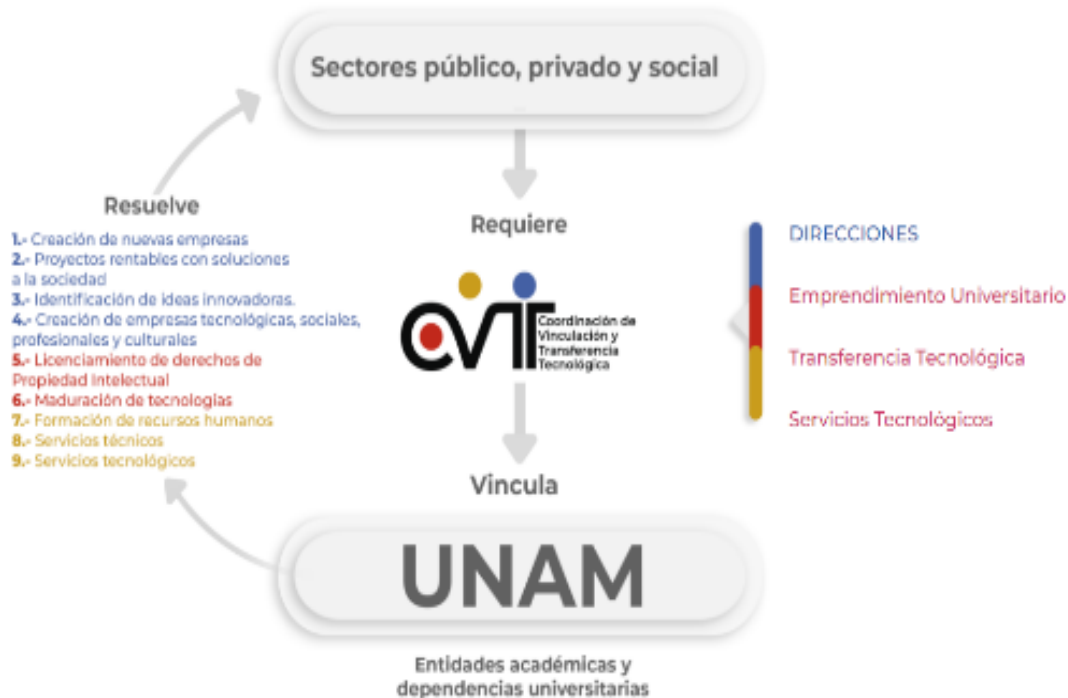 Sectores público, privado y social
Resuelve
1.- Creación de nuevas empresas
2.- Proyectos rentables con soluciones
a la sociedad
3.- Identificación de ideas innovadoras.
4.- Creación de empresas tecnológicas, sociales,
profesionales y culturales
5.- Licenciamiento de derechos de
Propiedad Intelectual
6.- Maduración de tecnologías
7.- Formación de recursos humanos
8.- Servicios técnicos
9.- Servicios tecnológicos
Requiere
CVTT
Coordinación de
Vinculación y
Transferencia
Tecnológica
Vincula
DIRECCIONES
Emprendimiento Universitario
Transferencia Tecnológica
Servicios Tecnológicos
UNAM
Entidades académicas y
dependencias universitarias